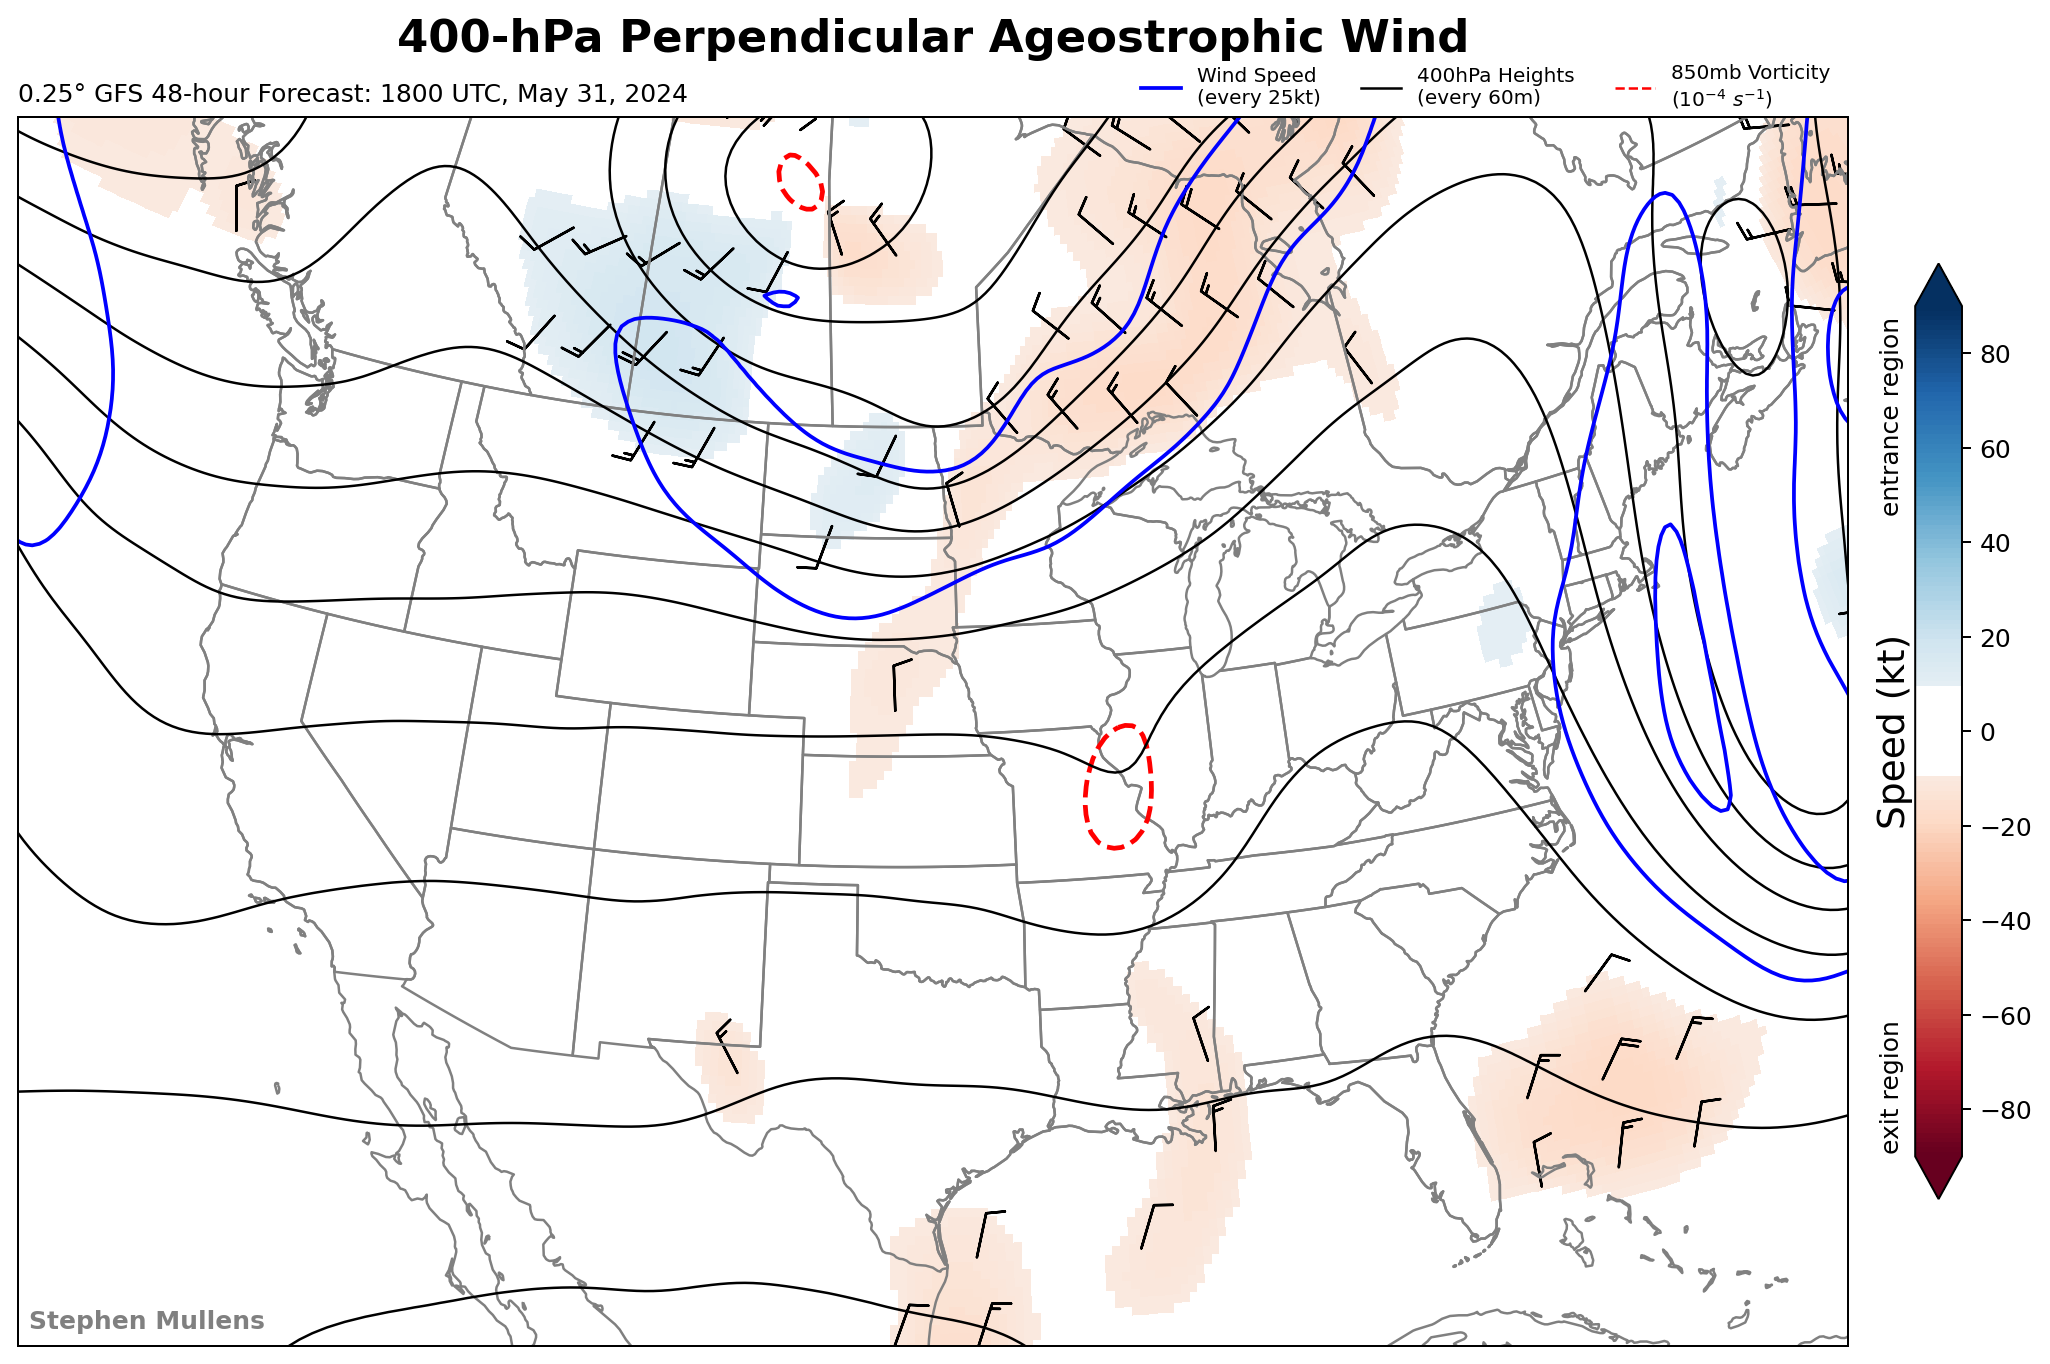 400-hPa Perpendicular Ageostrophic Wind
0.25° GFS 48-hour Forecast: 1800 UTC, May 31, 2024
Wind Speed
(every 25kt)
400hPa Heights
(every 60m)
850mb Vorticity
(10⁻⁴ s⁻¹)
entrance region
Speed (kt)
exit region
80
60
40
20
0
−20
−40
−60
−80
Stephen Mullens